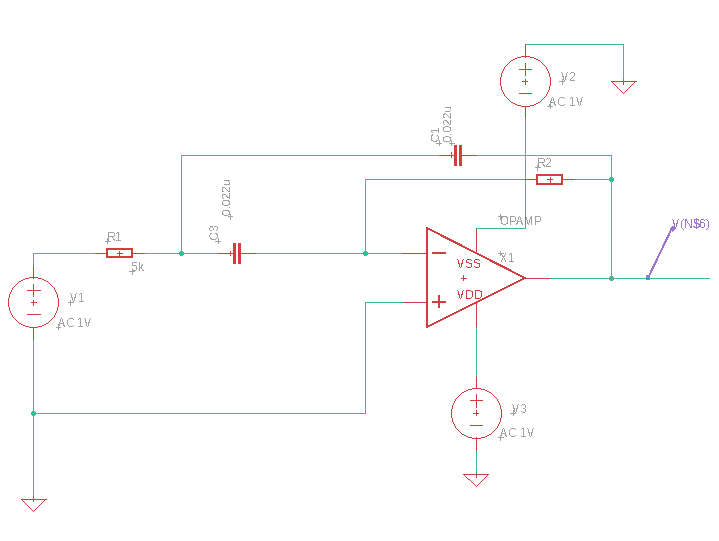 V2
AC 1V
C1
0.022u
R2
0.022u
C3
OPAMP
V(N$6)
R1
5k
X1
VSS
VDD
V1
AC 1V
V3
AC 1V